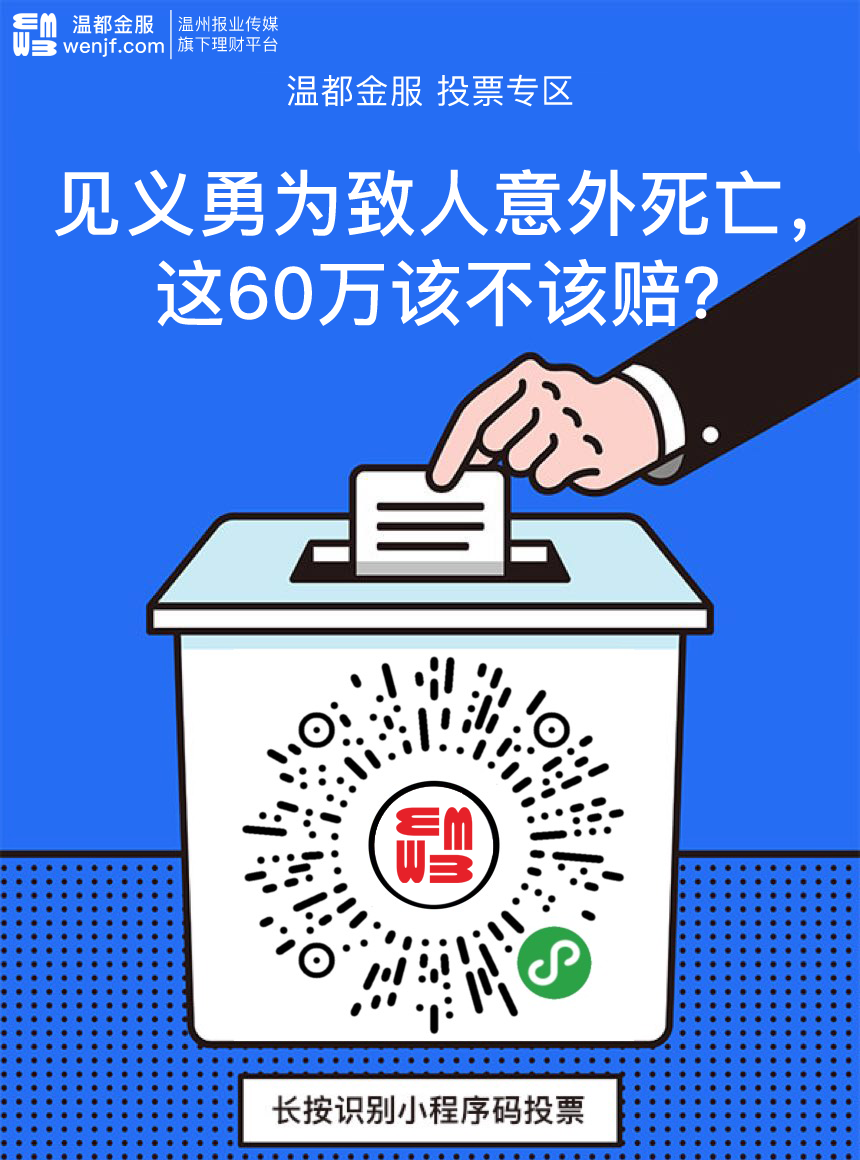 温都金服
wenjf.com
温州报业传媒
旗下理财平台
温都金服 投票专区
见义勇为致人意外死亡，
这60万该不该赔？
长按识别小程序码投票